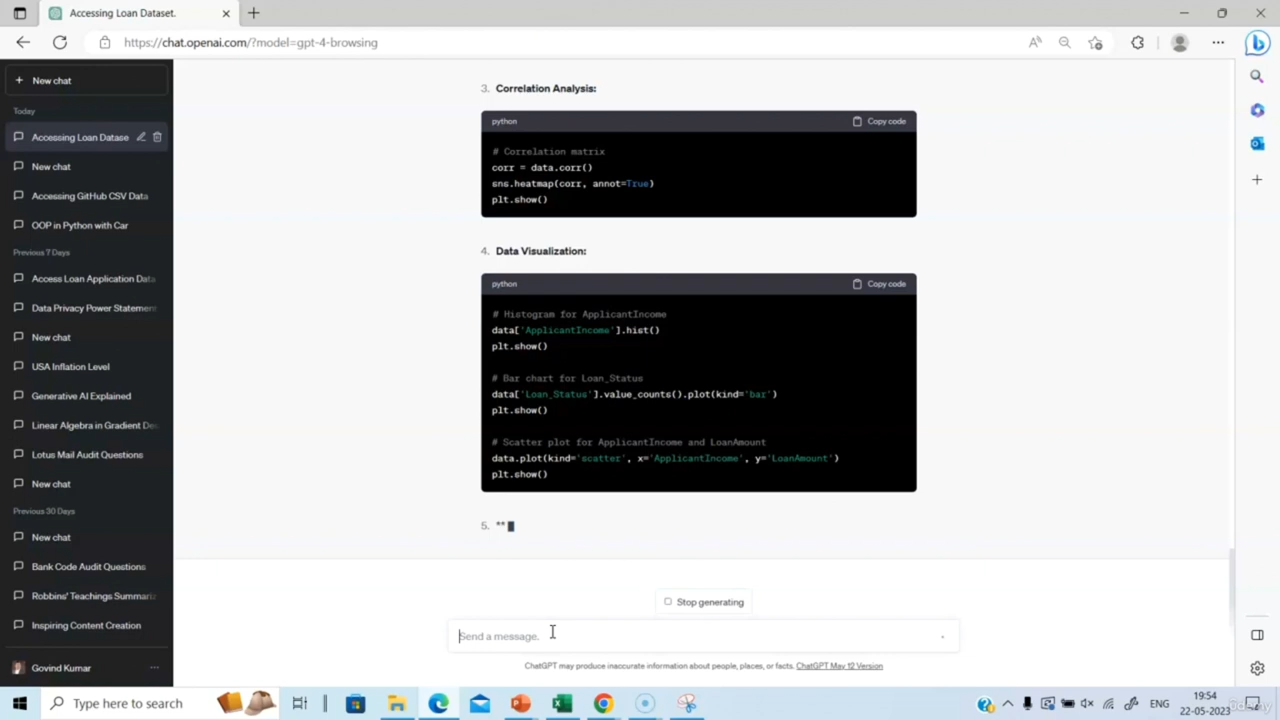 Accessing Loan Dataset.
https://chat.openai.com/?model=gpt-4-browsing
New chat
Today
Accessing Loan Datase
New chat
Accessing GitHub CSV Data
OOP in Python with Car
Previous 7 Days
Access Loan Application Data
Data Privacy Power Statement
New chat
USA Inflation Level
Generative AI Explained
Linear Algebra in Gradient Des
Lotus Mail Audit Questions
New chat
Previous 30 Days
New chat
Bank Code Audit Questions
Robbins' Teachings Summariz
Inspiring Content Creation
Govind Kumar
3. Correlation Analysis:
python
Copy code
# Correlation matrix
corr = data.corr()
sns.heatmap(corr, annot=True)
plt.show()
4. Data Visualization:
python
Copy code
# Histogram for ApplicantIncome
data['ApplicantIncome'].hist()
plt.show()
# Bar chart for Loan_Status
data['Loan_Status'].value_counts().plot(kind='bar')
plt.show()
# Scatter plot for ApplicantIncome and LoanAmount
data.plot(kind='scatter', x='ApplicantIncome', y='LoanAmount')
plt.show()
5. **
Stop generating
Send a message.
ChatGPT may produce inaccurate information about people, places, or facts. ChatGPT May 12 Version
Type here to search
ENG
19:54
22-05-2023
Udemy